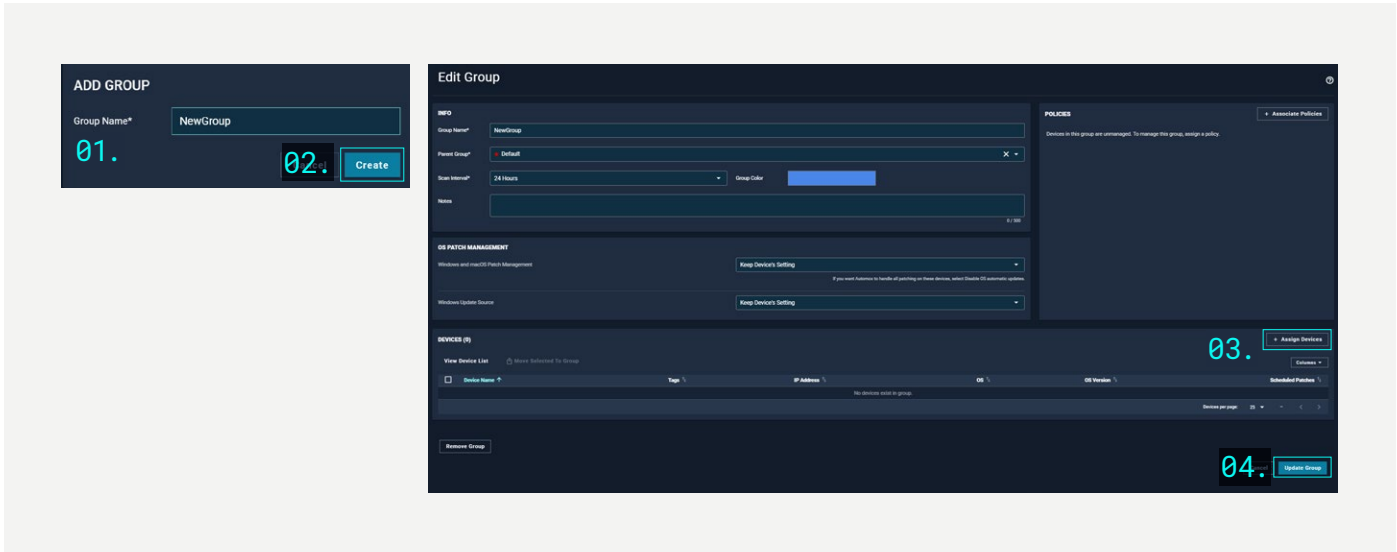 ADD GROUP
Group Name*
NewGroup
01.
02.
Create
Edit Group
INFO
Group Name*
NewGroup
Parent Group*
Default
Scan Interval*
24 Hours
Group Color
Notes
0 / 500
POLICIES
+ Associate Policies
Devices in this group are unmanaged. To manage this group, assign a policy.
OS PATCH MANAGEMENT
Windows and macOS Patch Management
Keep Device's Setting
If you want Automox to handle all patching on these devices, select Disable OS automatic updates.
Windows Update Source
Keep Device's Setting
DEVICES (0)
03.
+ Assign Devices
View Device List
Move Selected To Group
Columns
Device Name
Tags
IP Address
OS
OS Version
Scheduled Patches
No devices exist in group.
Devices per page:
25
Remove Group
04.
Update Group